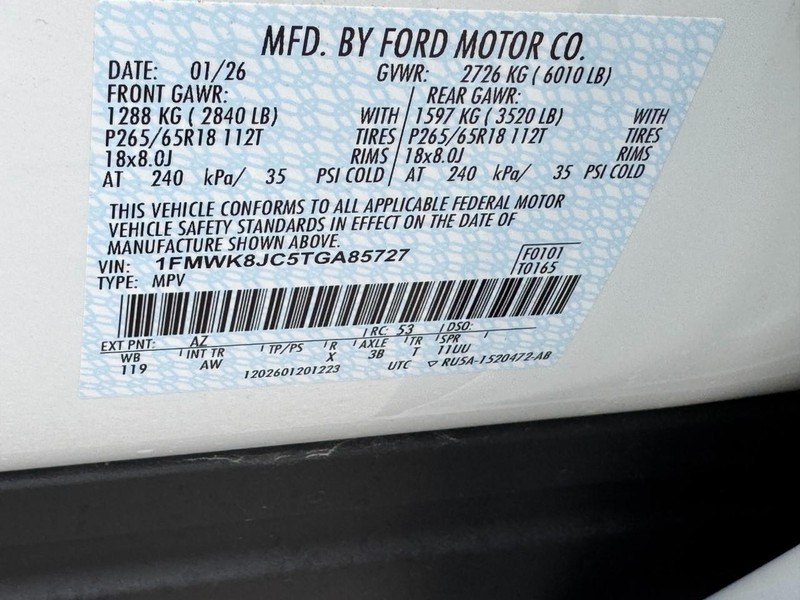 MFD. BY FORD MOTOR CO.
DATE: 01/26 GVWR: 2726 KG ( 6010 LB)
FRONT GAWR: REAR GAWR:
1288 KG ( 2840 LB) WITH 1597 KG ( 3520 LB) WITH
P265/65R18 112T TIRES P265/65R18 112T TIRES
18x8.0J RIMS 18x8.0J RIMS
AT 240 kPa/ 35 PSI COLD AT 240 kPa/ 35 PSI COLD
THIS VEHICLE CONFORMS TO ALL APPLICABLE FEDERAL MOTOR
VEHICLE SAFETY STANDARDS IN EFFECT ON THE DATE OF
MANUFACTURE SHOWN ABOVE.
VIN: 1FMWK8JC5TGA85727 F0101
TYPE: MPV T0165
EXT PNT: AZ RC: 53 DSO:
WB INT TR TP/PS R AXLE TR SPR
119 AW X 3B T 11UU
1202601201223 UTC ▽ RU5A-1520472-AB